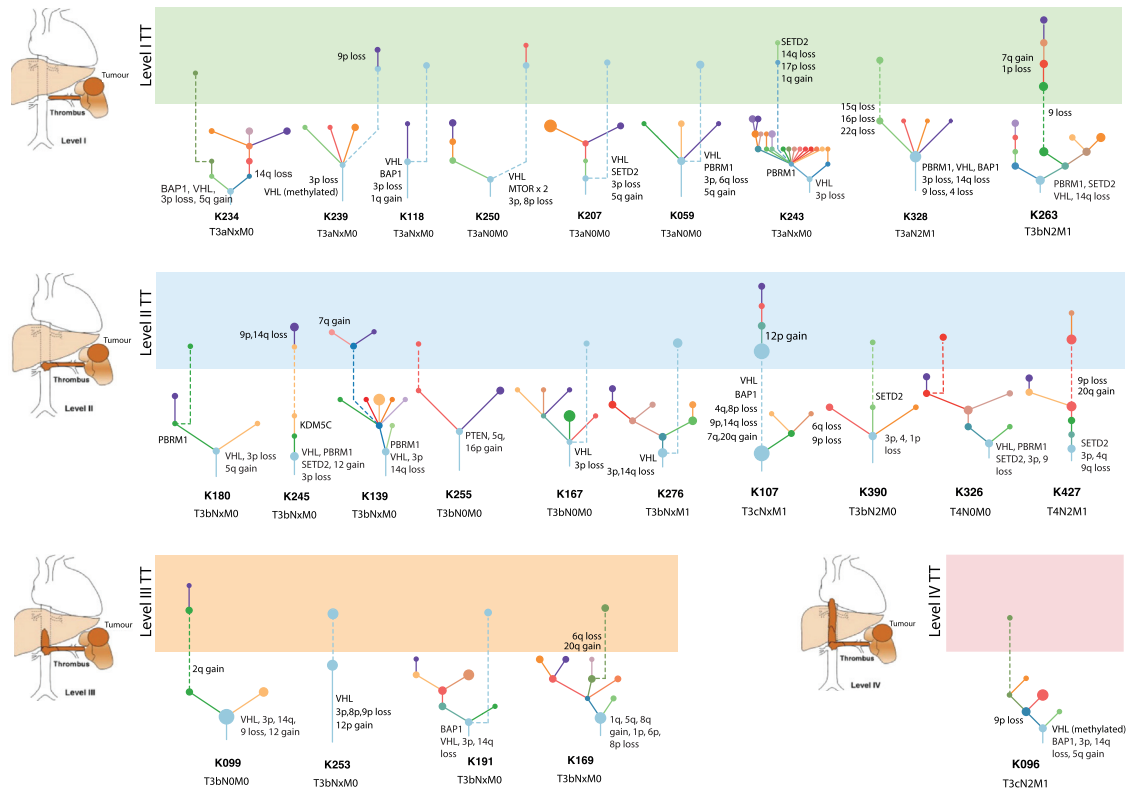 Level I TT
Tumour
Thrombus
Level I
9p loss
SETD2
14q loss
17p loss
1q gain
7q gain
1p loss
15q loss
16p loss
22q loss
9 loss
BAP1, VHL,
3p loss, 5q gain
14q loss
3p loss
VHL (methylated)
VHL
BAP1
3p loss
1q gain
VHL
MTOR x 2
3p, 8p loss
VHL
SETD2
3p loss
5q gain
VHL
PBRM1
3p, 6q loss
5q gain
PBRM1
VHL
3p loss
PBRM1, VHL, BAP1
3p loss, 14q loss
9 loss, 4 loss
PBRM1, SETD2
VHL, 14q loss
K234
T3aNxM0
K239
T3aNxM0
K118
T3aNxM0
K250
T3aN0M0
K207
T3aN0M0
K059
T3aN0M0
K243
T3aNxM0
K328
T3aN2M1
K263
T3bN2M1
Level II TT
Tumour
Thrombus
Level II
9p,14q loss
7q gain
12p gain
PBRM1
VHL, 3p loss
5q gain
KDM5C
VHL, PBRM1
SETD2, 12 gain
3p loss
PBRM1
VHL, 3p
14q loss
PTEN, 5q,
16p gain
VHL
3p loss
VHL
3p,14q loss
VHL
BAP1
4q,8p loss
9p,14q loss
7q,20q gain
6q loss
9p loss
SETD2
3p, 4, 1p
loss
VHL, PBRM1
SETD2, 3p, 9
loss
9p loss
20q gain
SETD2
3p, 4q
9q loss
K180
T3bNxM0
K245
T3bNxM0
K139
T3bNxM0
K255
T3bN0M0
K167
T3bN0M0
K276
T3bNxM1
K107
T3cNxM1
K390
T3bN2M0
K326
T4N0M0
K427
T4N2M1
Level III TT
Tumour
Thrombus
Level III
2q gain
VHL, 3p, 14q,
9 loss, 12 gain
VHL
3p,8p,9p loss
12p gain
BAP1
VHL, 3p, 14q
loss
6q loss
20q gain
1q, 5q, 8q
gain, 1p, 6p,
8p loss
K099
T3bN0M0
K253
T3bNxM0
K191
T3bNxM0
K169
T3bNxM0
Level IV TT
Tumour
Thrombus
Level IV
9p loss
VHL (methylated)
BAP1, 3p, 14q
loss, 5q gain
K096
T3cN2M1